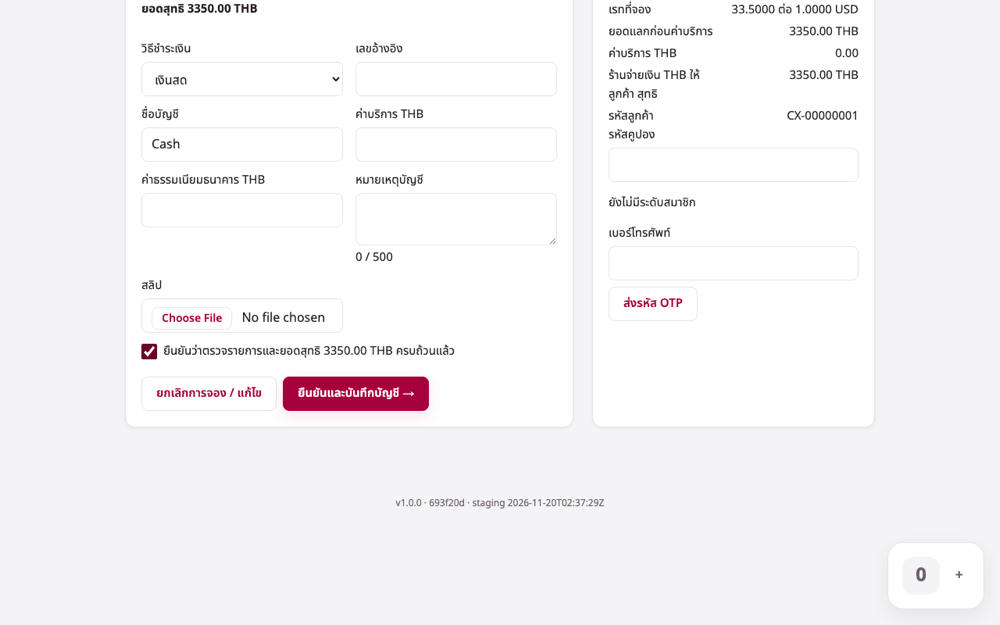 ยอดสุทธิ 3350.00 THB
วิธีชำระเงิน
เงินสด
เลขอ้างอิง
ชื่อบัญชี
Cash
ค่าบริการ THB
ค่าธรรมเนียมธนาคาร THB
หมายเหตุบัญชี
0 / 500
สลิป
Choose File No file chosen
ยืนยันว่าตรวจรายการและยอดสุทธิ 3350.00 THB ครบถ้วนแล้ว
ยกเลิกการจอง / แก้ไข
ยืนยันและบันทึกบัญชี →
เรทที่จอง 33.5000 ต่อ 1.0000 USD
ยอดแลกก่อนค่าบริการ 3350.00 THB
ค่าบริการ THB 0.00
ร้านจ่ายเงิน THB ให้ 3350.00 THB
ลูกค้า สุทธิ
รหัสลูกค้า CX-00000001
รหัสคูปอง
ยังไม่มีระดับสมาชิก
เบอร์โทรศัพท์
ส่งรหัส OTP
v1.0.0 · 693f20d · staging 2026-11-20T02:37:29Z
0 +